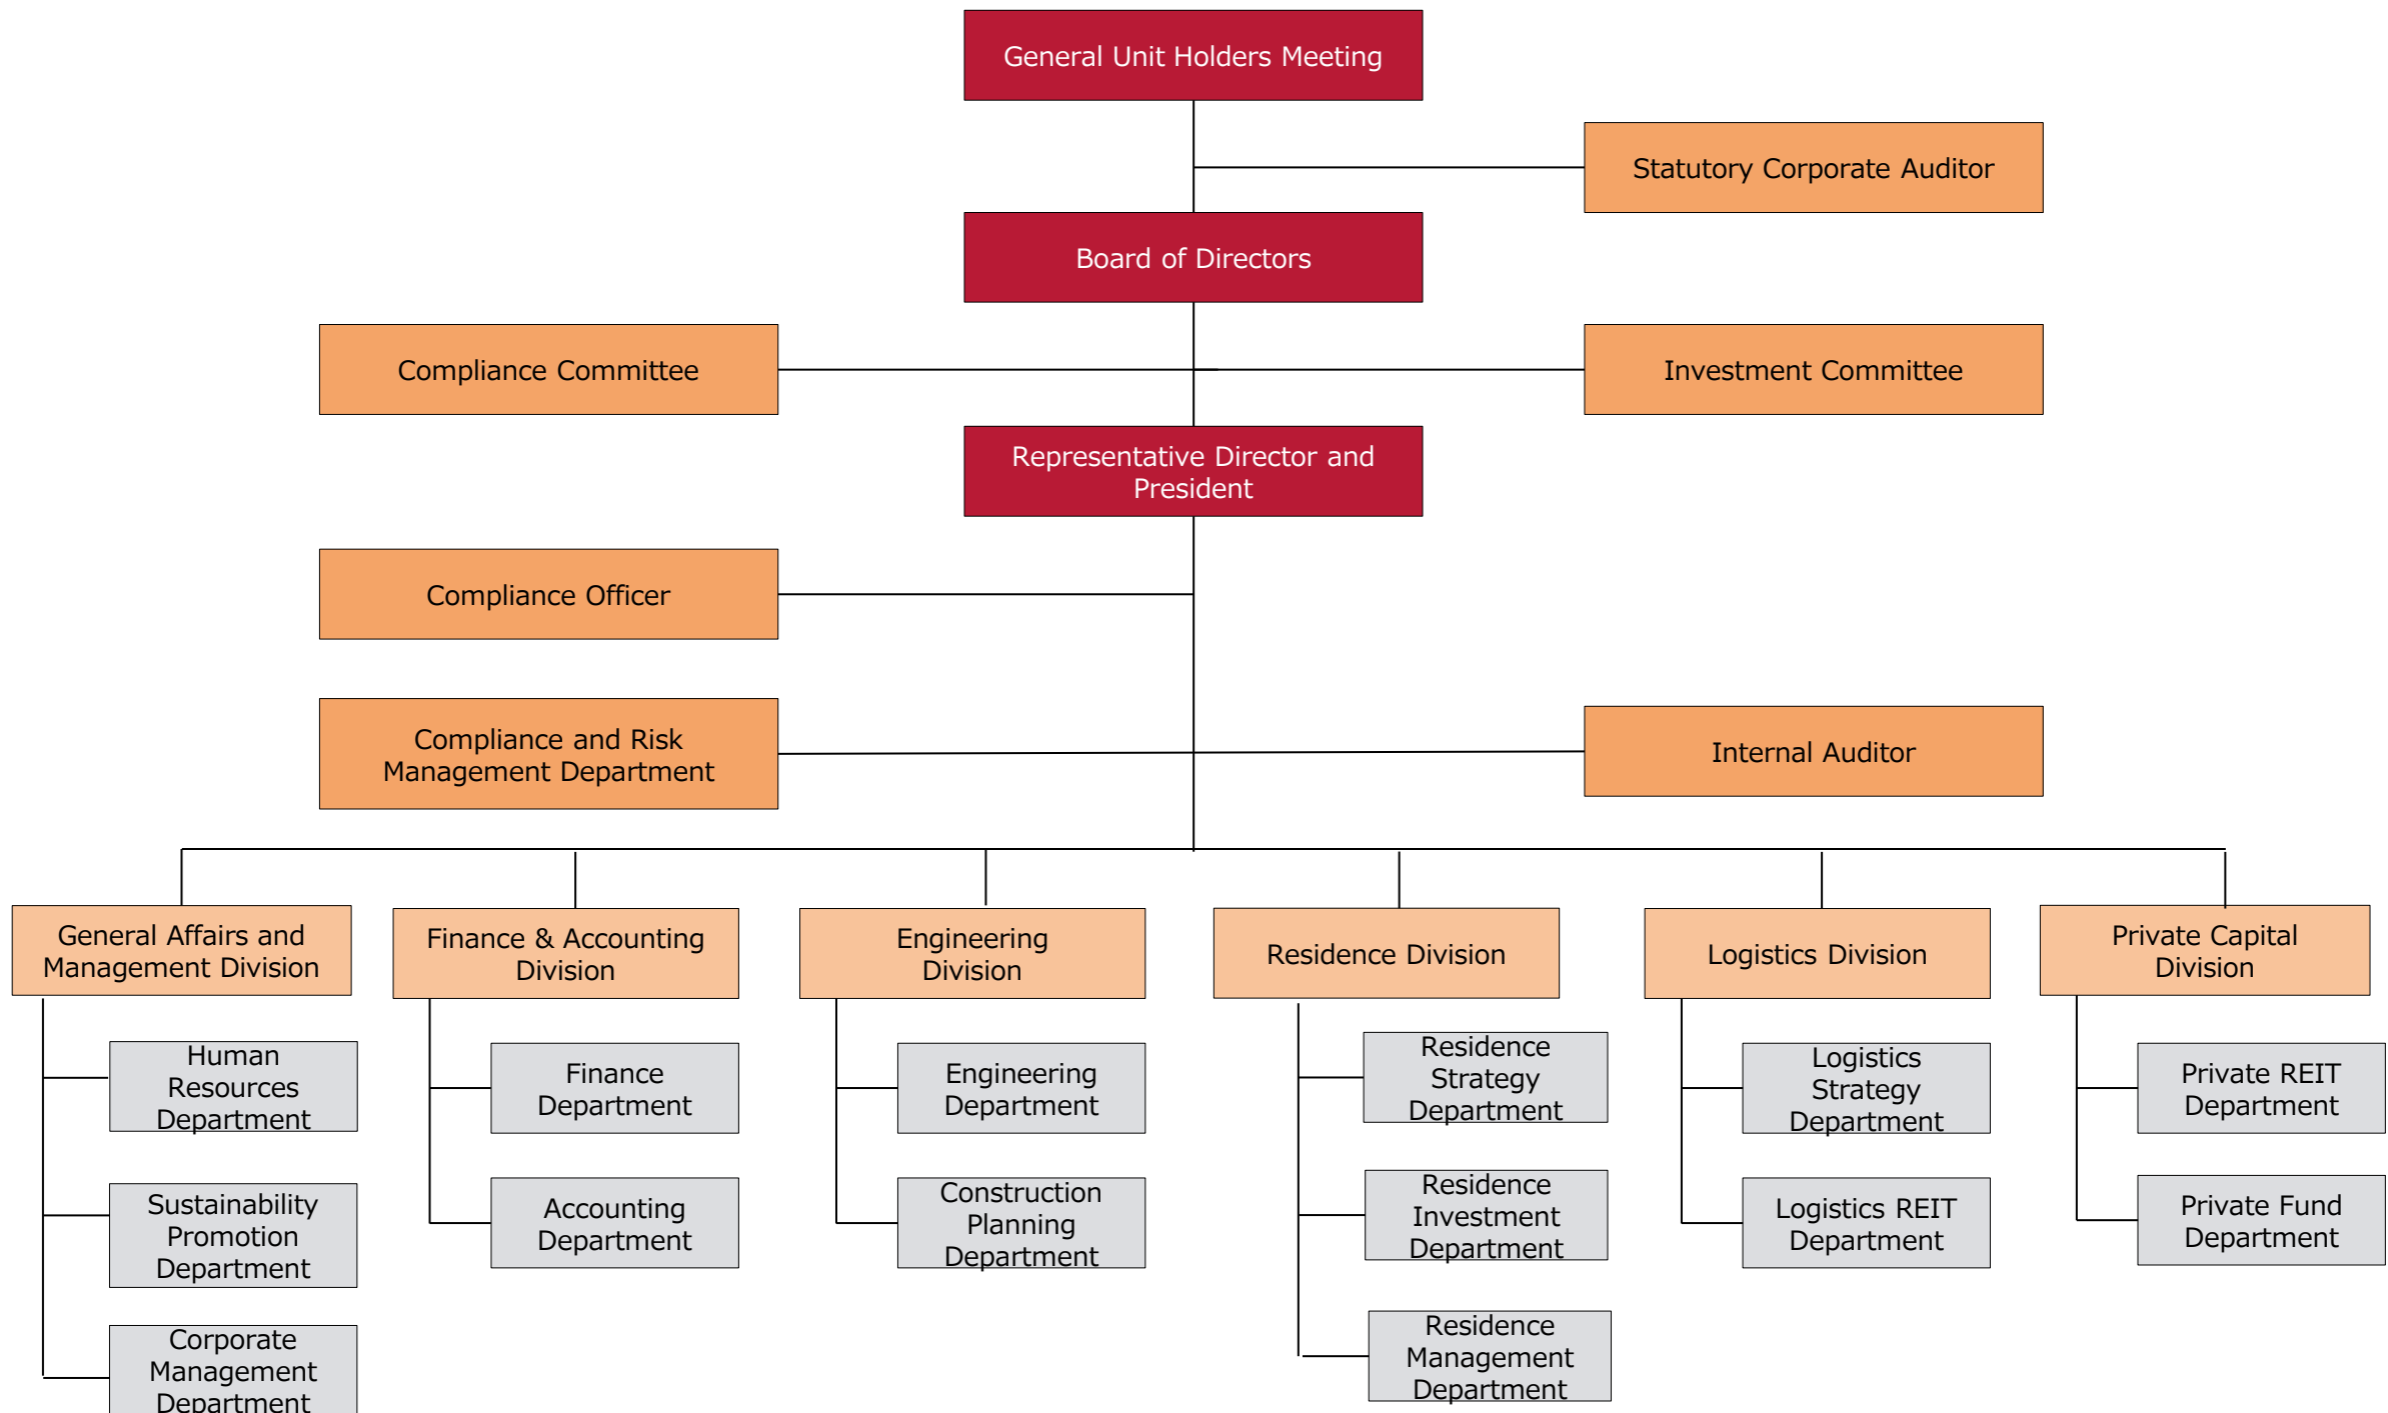 General Unit Holders Meeting
Statutory Corporate Auditor
Board of Directors
Compliance Committee
Investment Committee
Representative Director and
President
Compliance Officer
Compliance and Risk
Management Department
Internal Auditor
General Affairs and
Management Division
Finance & Accounting
Division
Engineering
Division
Residence Division
Logistics Division
Private Capital
Division
Human
Resources
Department
Sustainability
Promotion
Department
Corporate
Management
Department
Finance
Department
Accounting
Department
Engineering
Department
Construction
Planning
Department
Residence
Strategy
Department
Residence
Investment
Department
Residence
Management
Department
Logistics
Strategy
Department
Logistics REIT
Department
Private REIT
Department
Private Fund
Department